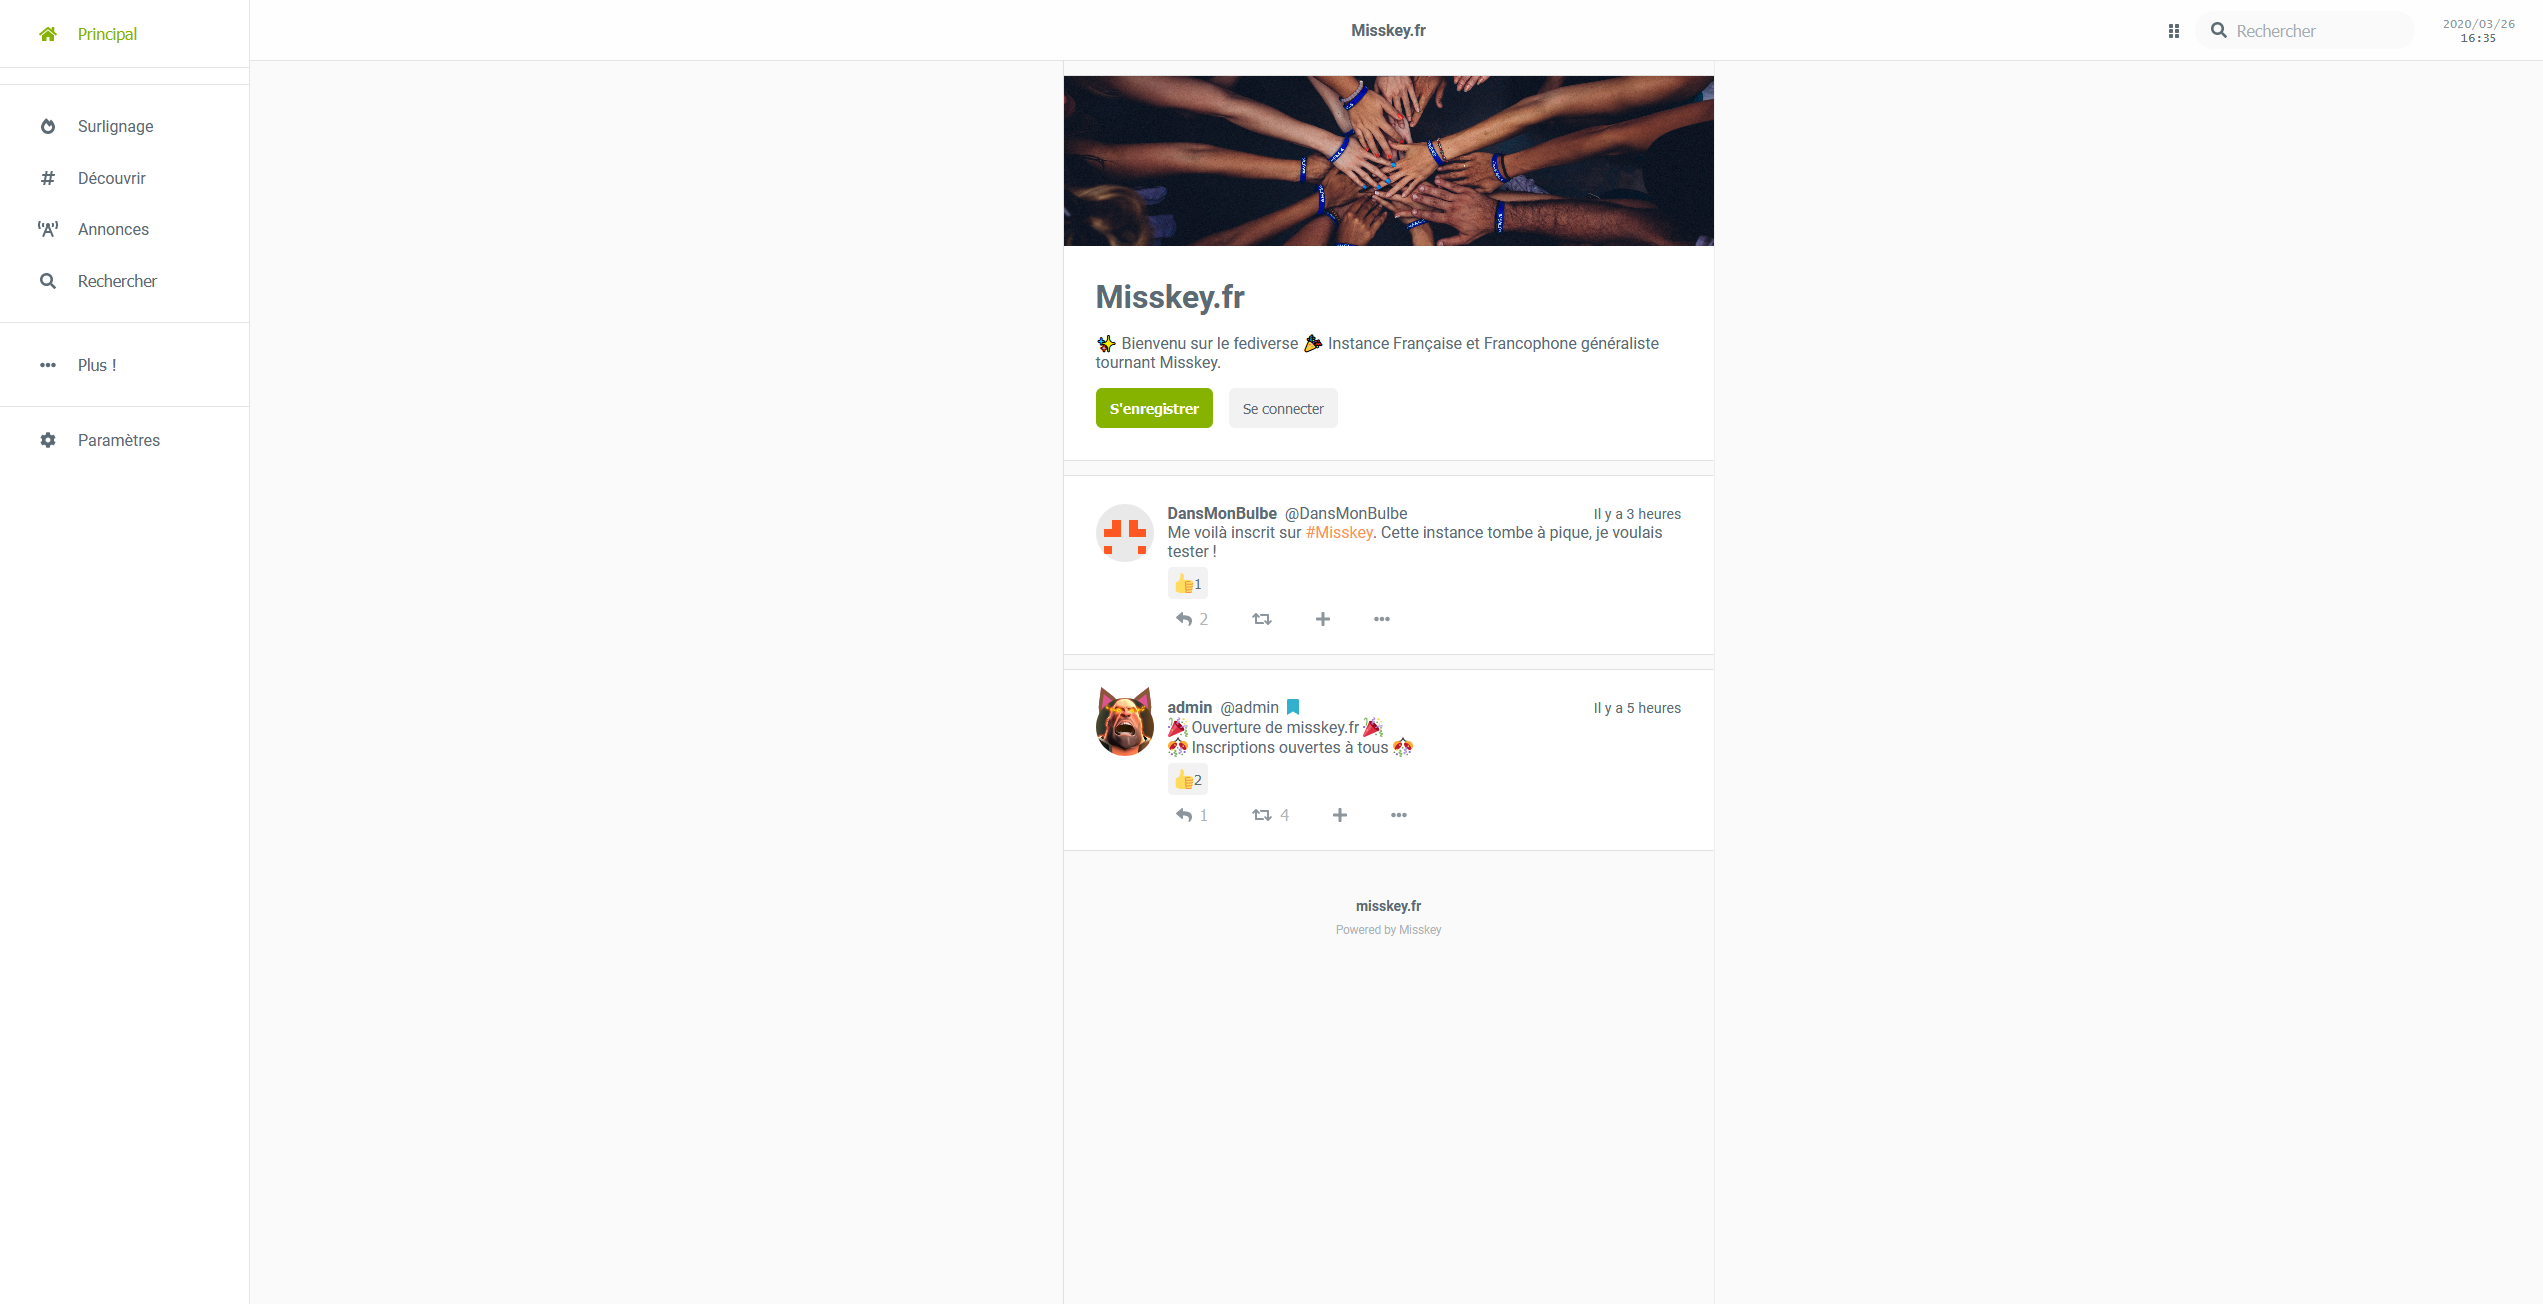 Principal
Surlignage
Découvrir
Annonces
Rechercher
Plus !
Paramètres
Misskey.fr
Rechercher
2020/03/26
16:35
Misskey.fr
Bienvenu sur le fediverse Instance Française et Francophone généraliste
tournant Misskey.
S'enregistrer
Se connecter
DansMonBulbe @DansMonBulbe Il y a 3 heures
Me voilà inscrit sur #Misskey. Cette instance tombe à pique, je voulais
tester !
1
2
admin @admin Il y a 5 heures
Ouverture de misskey.fr
Inscriptions ouvertes à tous
2
1 4
misskey.fr
Powered by Misskey